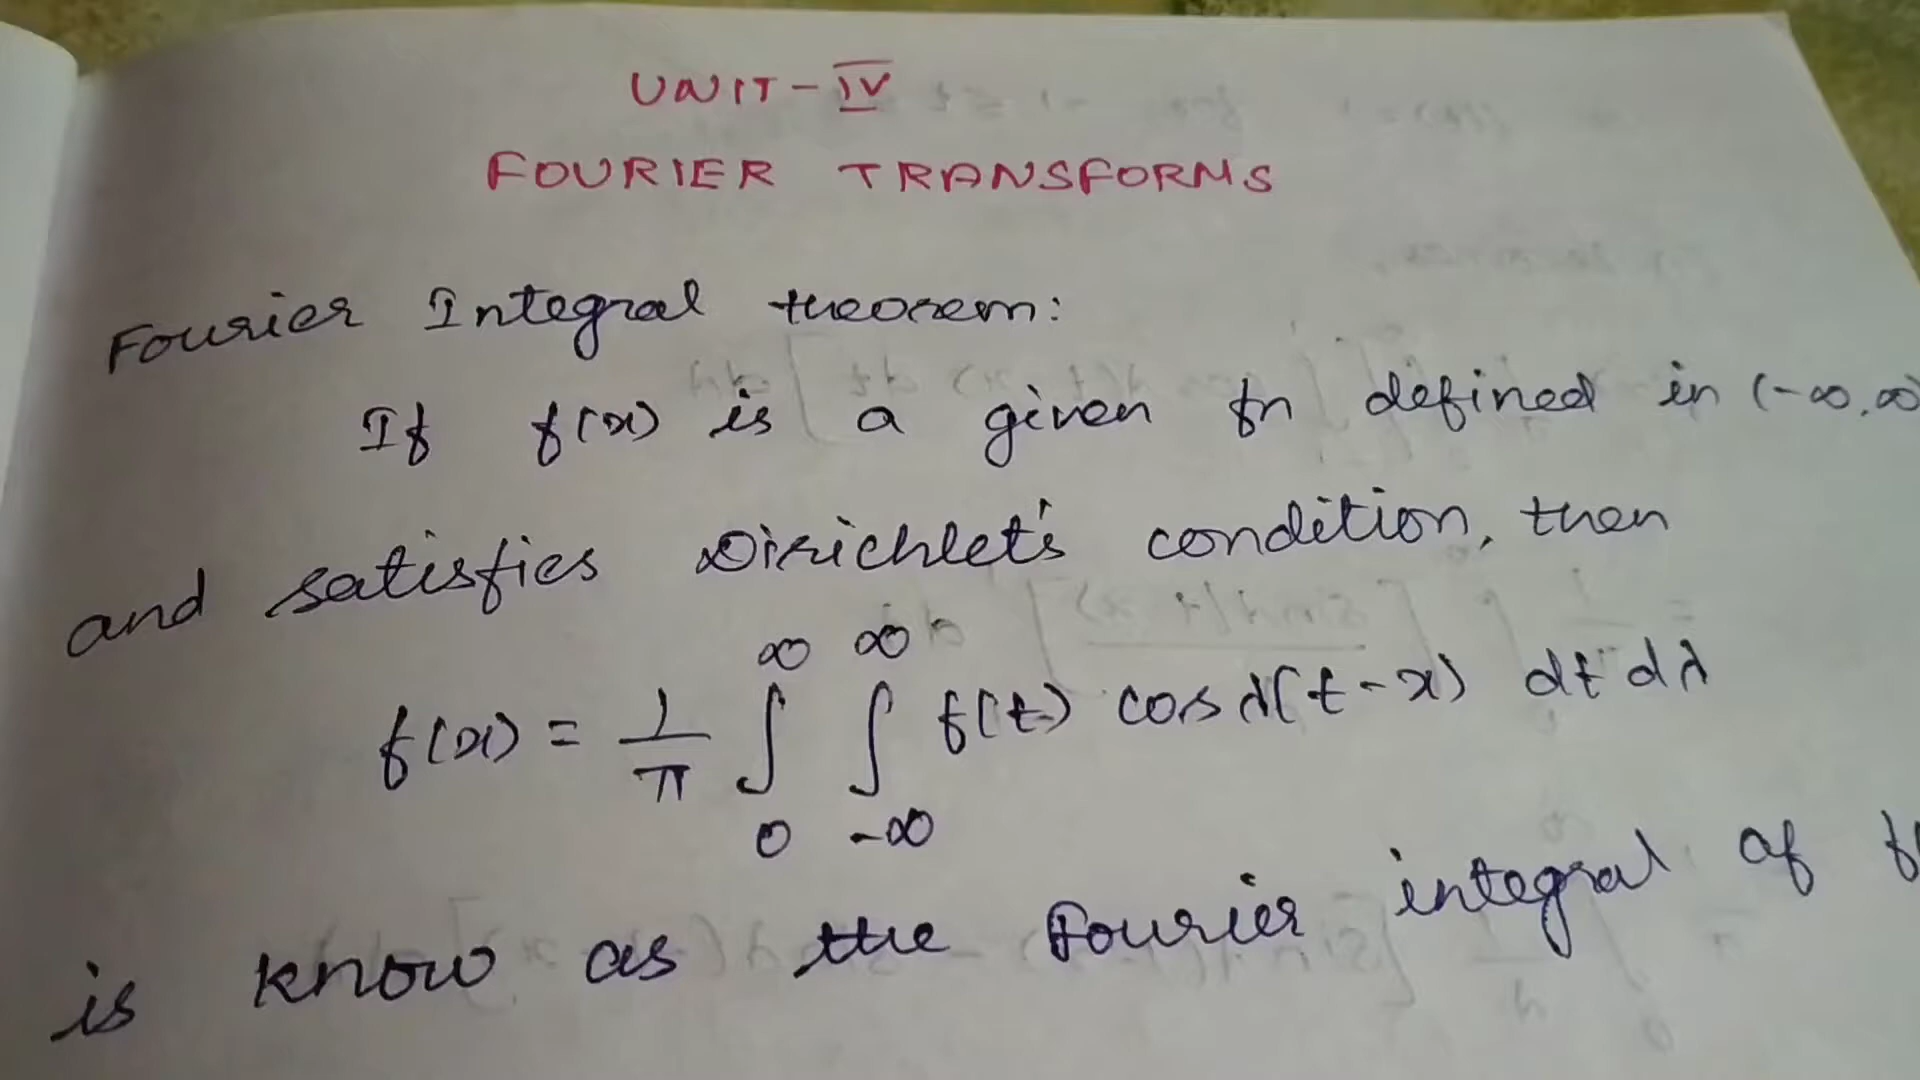 UNIT-IV
FOURIER TRANSFORMS
Fourier Integral theorem:
If f(x) is a given fn defined in (-∞,∞)
and satisfies Dirichlet's condition, then
f(x) = 1/π ∫₀^∞ ∫₋∞^∞ f(t) cos λ(t-x) dt dλ
is know as the Fourier integral of